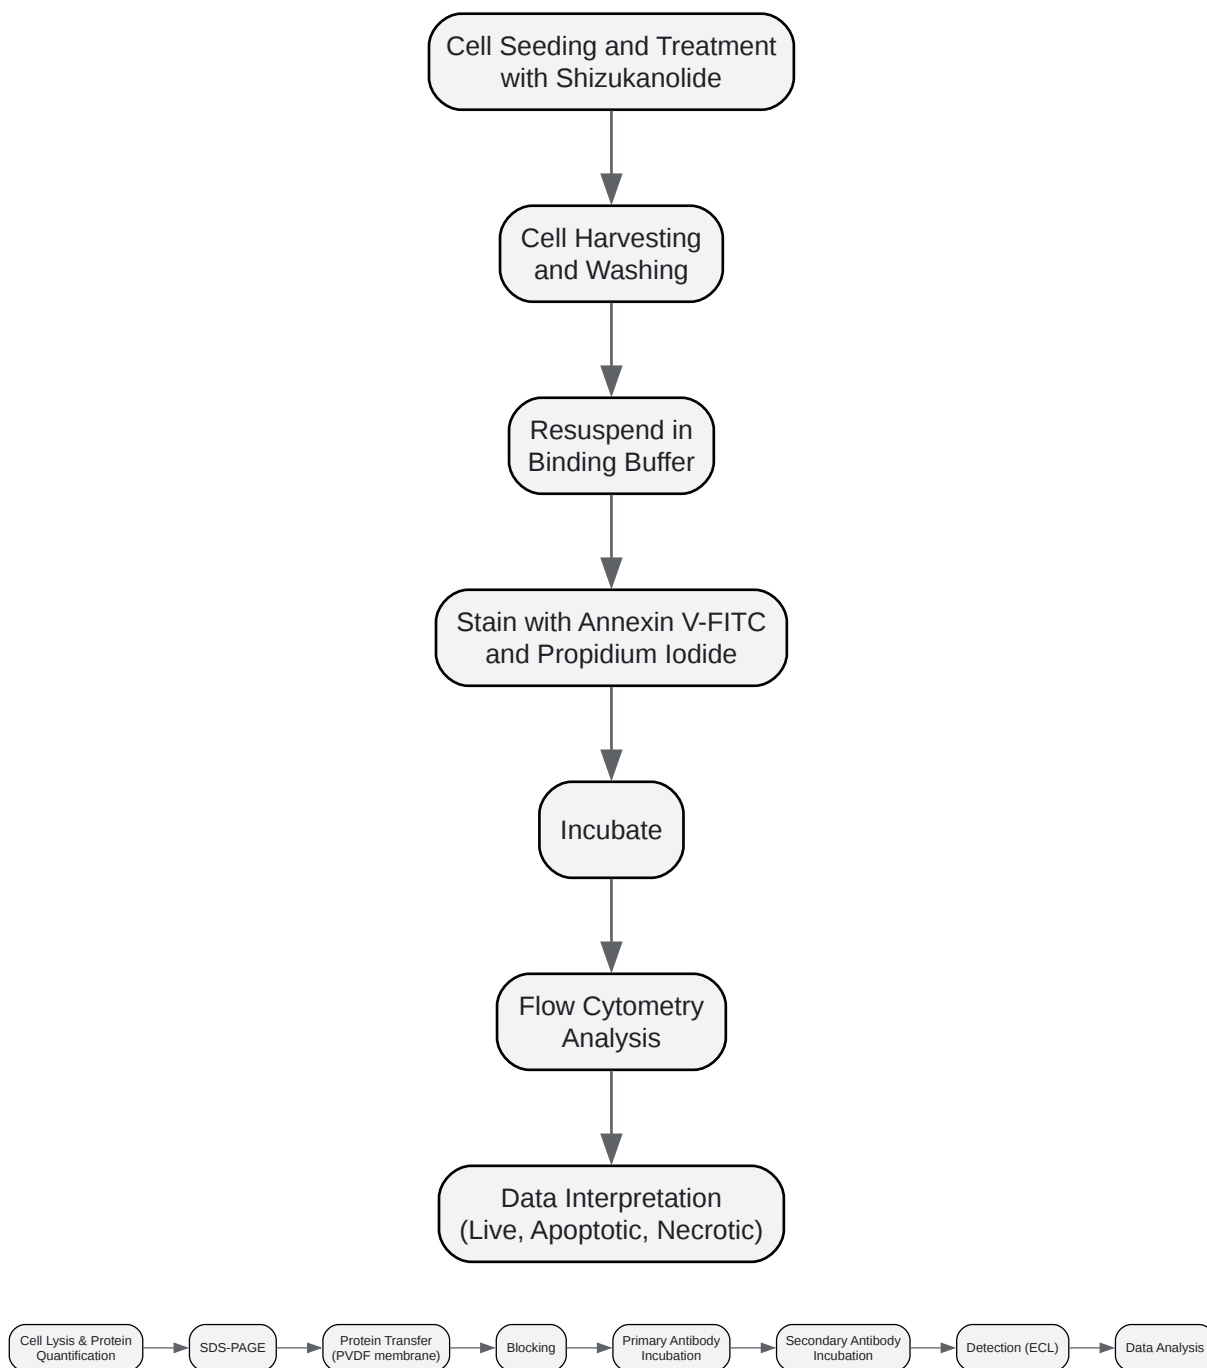 Cell Seeding and Treatment
with Shizukanolide
Cell Harvesting
and Washing
Resuspend in
Binding Buffer
Stain with Annexin V-FITC
and Propidium Iodide
Incubate
Flow Cytometry
Analysis
Data Interpretation
(Live, Apoptotic, Necrotic)
Cell Lysis & Protein
Quantification
SDS-PAGE
Protein Transfer
(PVDF membrane)
Blocking
Primary Antibody
Incubation
Secondary Antibody
Incubation
Detection (ECL)
Data Analysis